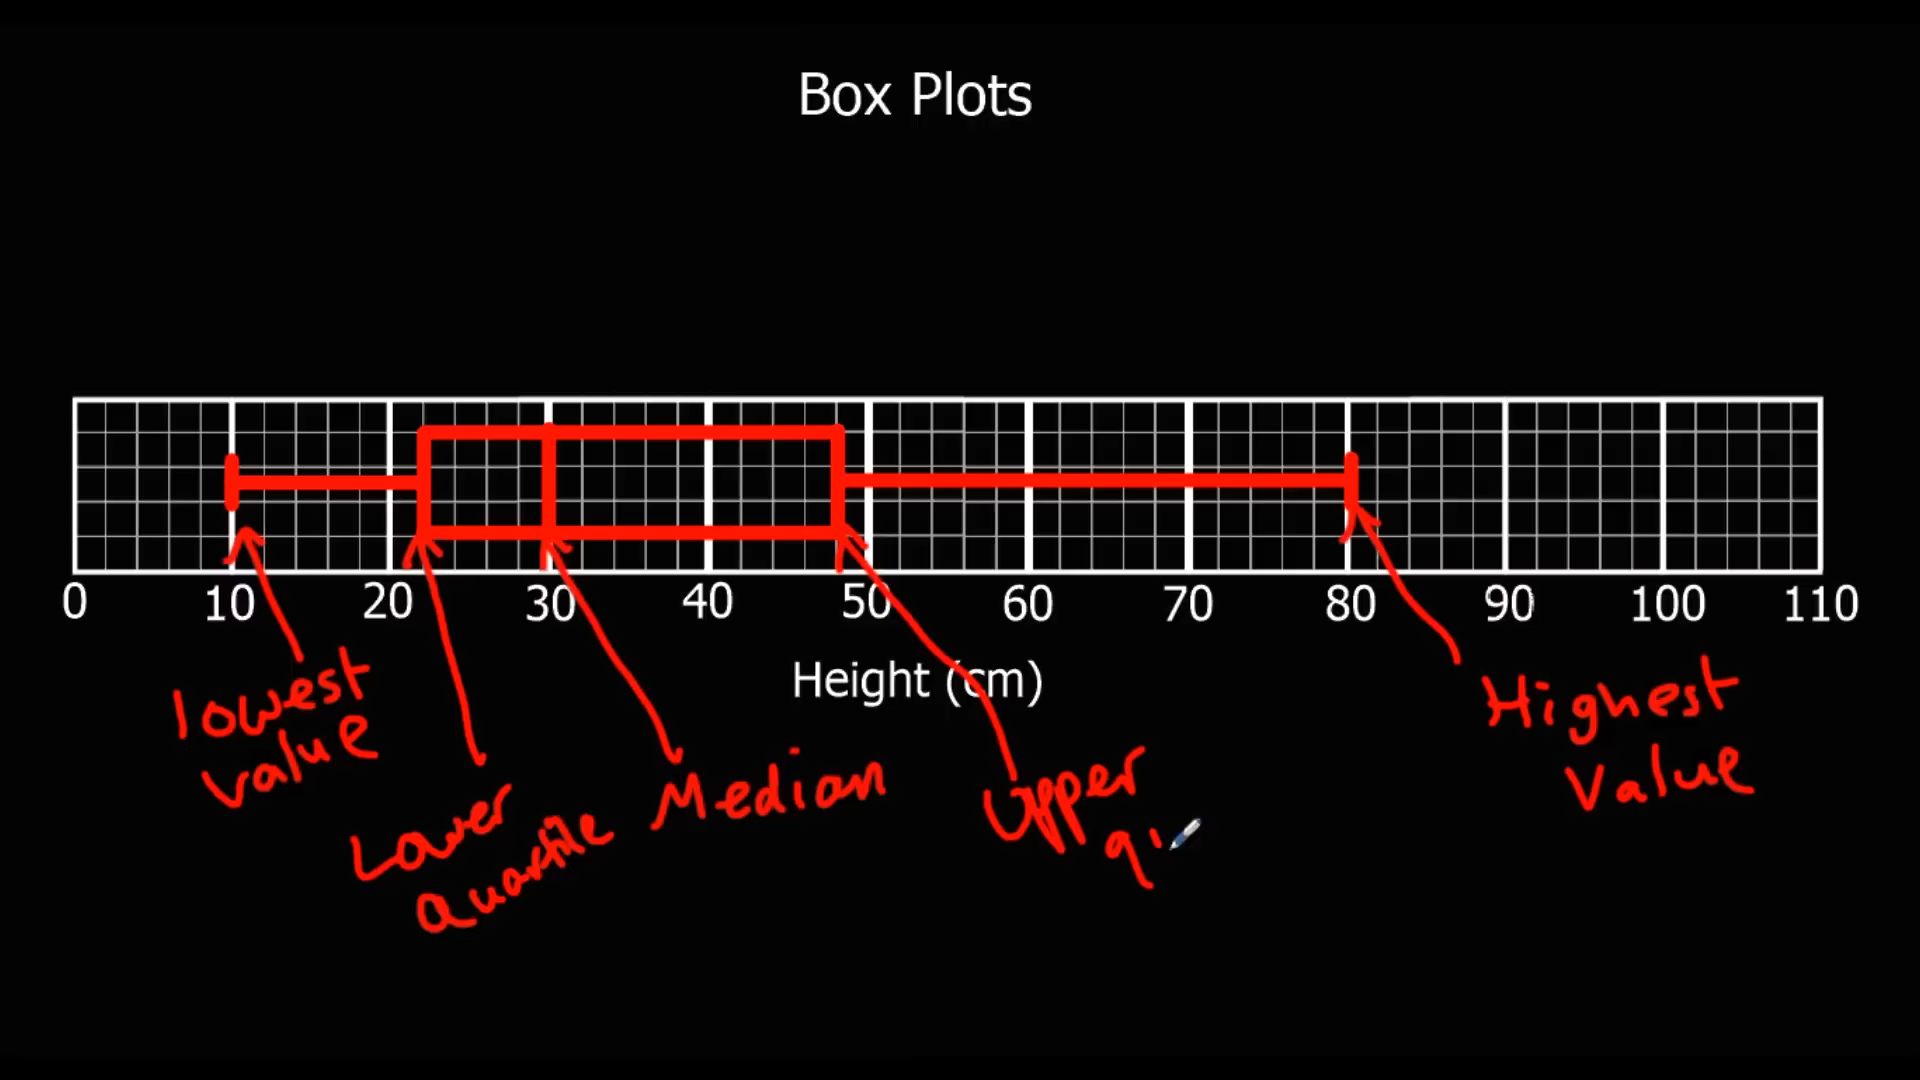 Box Plots
0 10 20 30 40 50 60 70 80 90 100 110
Height (cm)
lowest
value
Lower
quartile
Median
Upper
qu
Highest
Value